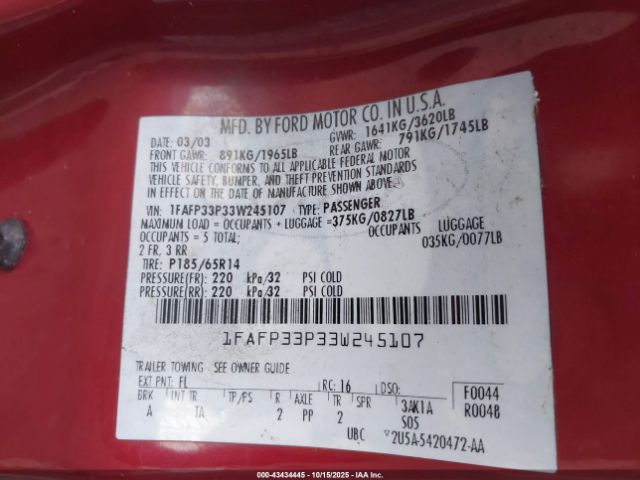 MFD. BY FORD MOTOR CO. IN U.S.A.
DATE: 03/03 GVWR: 1641KG/3620LB
FRONT GAWR: 891KG/1965LB REAR GAWR: 791KG/1745LB
THIS VEHICLE CONFORMS TO ALL APPLICABLE FEDERAL MOTOR
VEHICLE SAFETY, BUMPER, AND THEFT PREVENTION STANDARDS
IN EFFECT ON THE DATE OF MANUFACTURE SHOWN ABOVE.
VIN: 1FAFP33P33W245107 TYPE: PASSENGER
MAXIMUM LOAD = OCCUPANTS + LUGGAGE = 375KG/0827LB
OCCUPANTS = 5 TOTAL; OCCUPANTS LUGGAGE
2 FR, 3 RR 035KG/0077LB
TIRE: P185/65R14
PRESSURE(FR): 220 kPa/32 PSI COLD
PRESSURE(RR): 220 kPa/32 PSI COLD
1FAFP33P33W245107
TRAILER TOWING - SEE OWNER GUIDE
EXT PNT: FL RC: 16 DSO: F0044
BRK INT TR TP/PS R AXLE TR SPR 3AK1A R0048
A TA 2 PP 2 S05
UBC 2U5A-5420472-AA
© 43434445 - 10/15/2025 - IAA Inc.